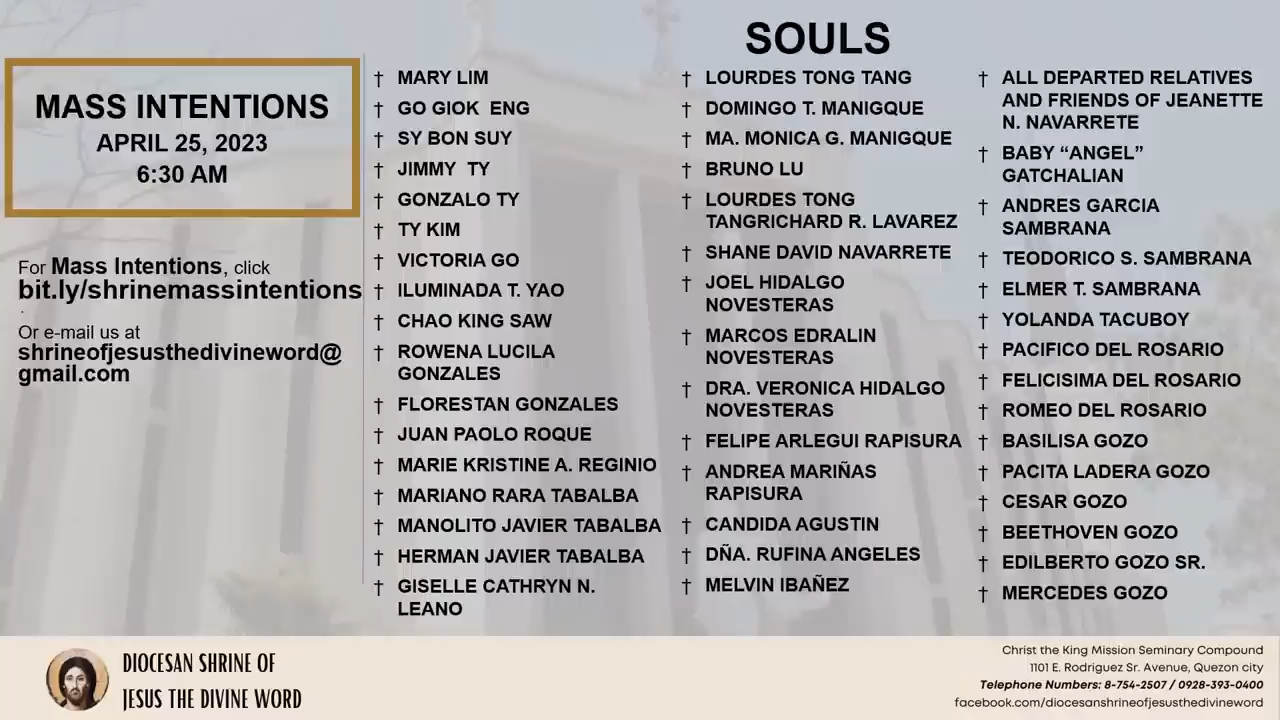 SOULS
MASS INTENTIONS
APRIL 25, 2023
6:30 AM
For Mass Intentions, click
bit.ly/shrinemassintentions
.
Or e-mail us at
shrineofjesusthedivineword@
gmail.com
† MARY LIM
† GO GIOK ENG
† SY BON SUY
† JIMMY TY
† GONZALO TY
† TY KIM
† VICTORIA GO
† ILUMINADA T. YAO
† CHAO KING SAW
† ROWENA LUCILA
GONZALES
† FLORESTAN GONZALES
† JUAN PAOLO ROQUE
† MARIE KRISTINE A. REGINIO
† MARIANO RARA TABALBA
† MANOLITO JAVIER TABALBA
† HERMAN JAVIER TABALBA
† GISELLE CATHRYN N.
LEANO
† LOURDES TONG TANG
† DOMINGO T. MANIGQUE
† MA. MONICA G. MANIGQUE
† BRUNO LU
† LOURDES TONG
TANGRICHARD R. LAVAREZ
† SHANE DAVID NAVARRETE
† JOEL HIDALGO
NOVESTERAS
† MARCOS EDRALIN
NOVESTERAS
† DRA. VERONICA HIDALGO
NOVESTERAS
† FELIPE ARLEGUI RAPISURA
† ANDREA MARIÑAS
RAPISURA
† CANDIDA AGUSTIN
† DÑA. RUFINA ANGELES
† MELVIN IBAÑEZ
† ALL DEPARTED RELATIVES
AND FRIENDS OF JEANETTE
N. NAVARRETE
† BABY “ANGEL”
GATCHALIAN
† ANDRES GARCIA
SAMBRANA
† TEODORICO S. SAMBRANA
† ELMER T. SAMBRANA
† YOLANDA TACUBOY
† PACIFICO DEL ROSARIO
† FELICISIMA DEL ROSARIO
† ROMEO DEL ROSARIO
† BASILISA GOZO
† PACITA LADERA GOZO
† CESAR GOZO
† BEETHOVEN GOZO
† EDILBERTO GOZO SR.
† MERCEDES GOZO
DIOCESAN SHRINE OF
JESUS THE DIVINE WORD
Christ the King Mission Seminary Compound
1101 E. Rodriguez Sr. Avenue, Quezon city
Telephone Numbers: 8-754-2507 / 0928-393-0400
facebook.com/diocesanshrineofjesusthedivineword